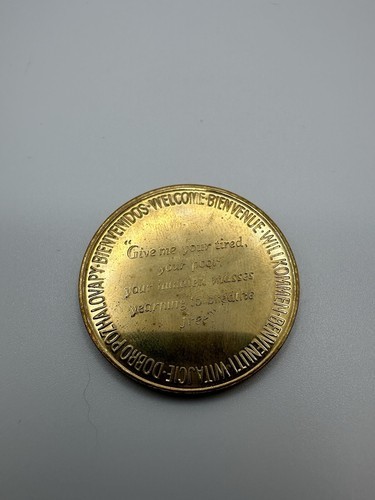 WELCOME·BIENVENUE·WILLKOMMEN·BENVENUTI·WITAJCIE·DOBRO POZHALOVAPY·BIENVENIDOS·
"Give me your tired,
your poor,
your huddled masses
yearning to breathe
free"